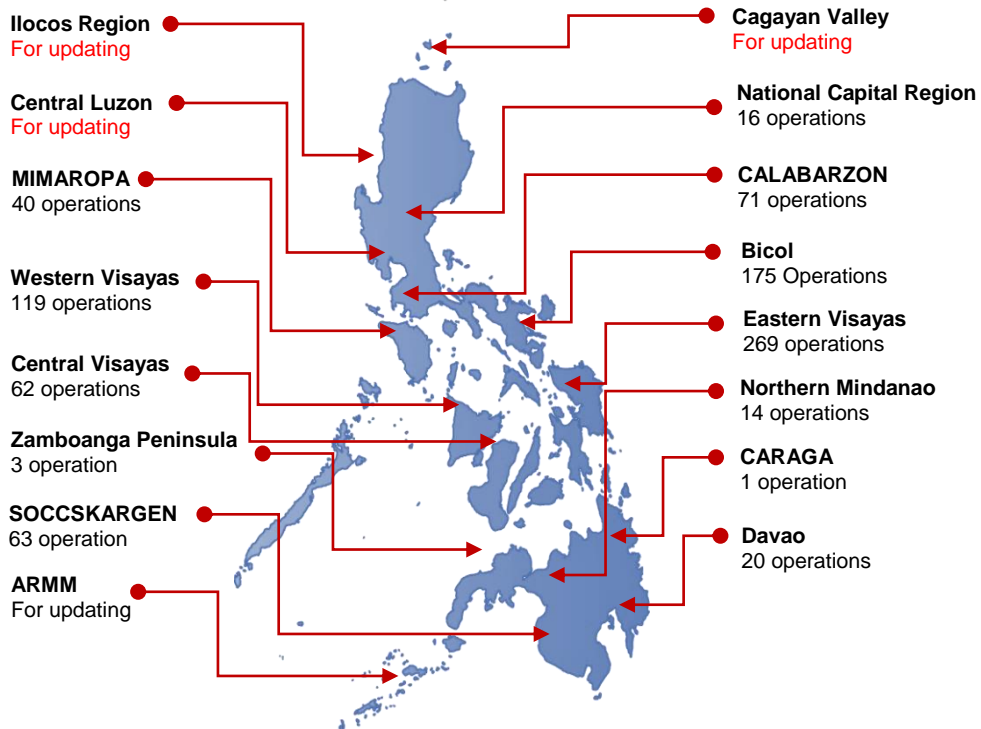 Ilocos Region
For updating
Central Luzon
For updating
MIMAROPA
40 operations
Western Visayas
119 operations
Central Visayas
62 operations
Zamboanga Peninsula
3 operation
SOCCSKARGEN
63 operation
ARMM
For updating
Cagayan Valley
For updating
National Capital Region
16 operations
CALABARZON
71 operations
Bicol
175 Operations
Eastern Visayas
269 operations
Northern Mindanao
14 operations
CARAGA
1 operation
Davao
20 operations